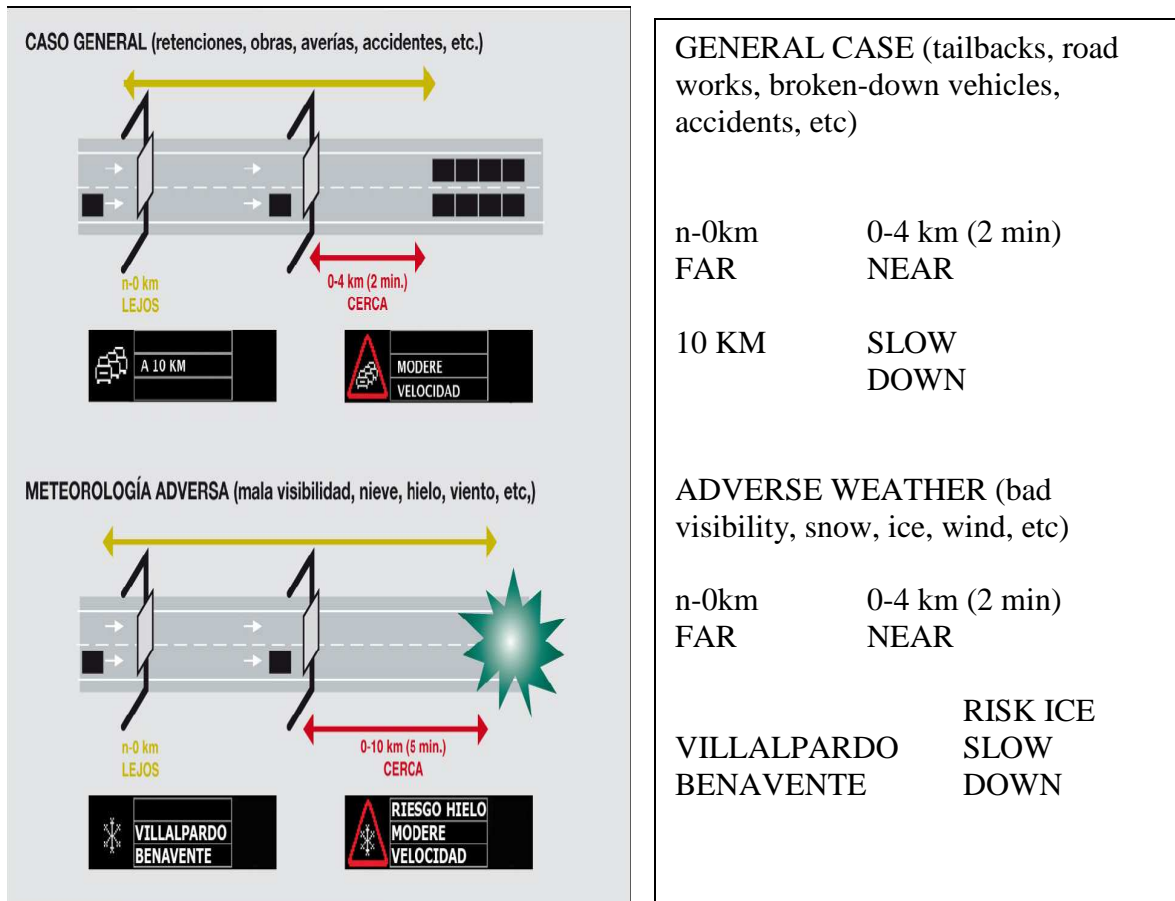 CASO GENERAL (retenciones, obras, averías, accidentes, etc.)
n-0 km
LEJOS
0-4 km (2 min.)
CERCA
A 10 KM
MODERE
VELOCIDAD
METEOROLOGÍA ADVERSA (mala visibilidad, nieve, hielo, viento, etc,)
n-0 km
LEJOS
0-10 km (5 min.)
CERCA
VILLALPARDO
BENAVENTE
RIESGO HIELO
MODERE
VELOCIDAD
GENERAL CASE (tailbacks, road
works, broken-down vehicles,
accidents, etc)
n-0km 0-4 km (2 min)
FAR NEAR
10 KM SLOW
DOWN
ADVERSE WEATHER (bad
visibility, snow, ice, wind, etc)
n-0km 0-4 km (2 min)
FAR NEAR
RISK ICE
VILLALPARDO SLOW
BENAVENTE DOWN